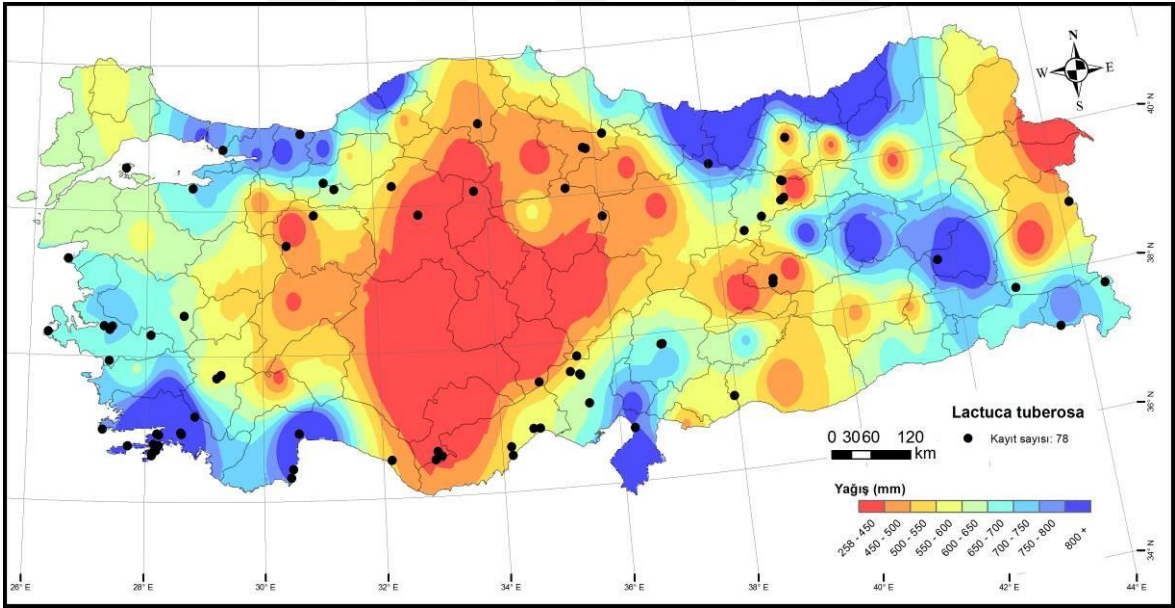 N
W E
S
40° N
38° N
36° N
34° N
Lactuca tuberosa
Kayıt sayısı: 78
0 30 60 120
km
Yağış (mm)
258 - 450
450 - 500
500 - 550
550 - 600
600 - 650
650 - 700
700 - 750
750 - 800
800 +
26° E 28° E 30° E 32° E 34° E 36° E 38° E 40° E 42° E 44° E